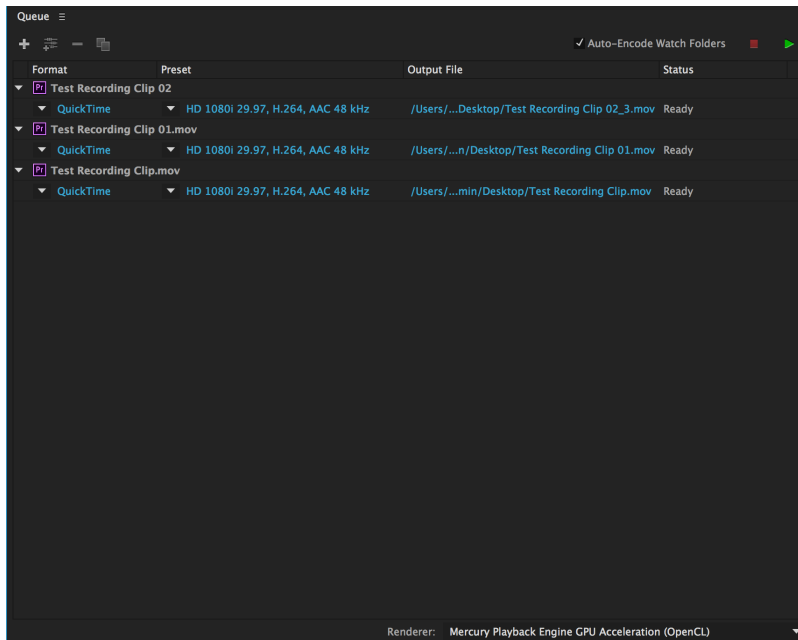 Queue
Auto-Encode Watch Folders
Format Preset Output File Status
Pr Test Recording Clip 02
QuickTime HD 1080i 29.97, H.264, AAC 48 kHz /Users/...Desktop/Test Recording Clip 02_3.mov Ready
Pr Test Recording Clip 01.mov
QuickTime HD 1080i 29.97, H.264, AAC 48 kHz /Users/...n/Desktop/Test Recording Clip 01.mov Ready
Pr Test Recording Clip.mov
QuickTime HD 1080i 29.97, H.264, AAC 48 kHz /Users/...min/Desktop/Test Recording Clip.mov Ready
Renderer: Mercury Playback Engine GPU Acceleration (OpenCL)